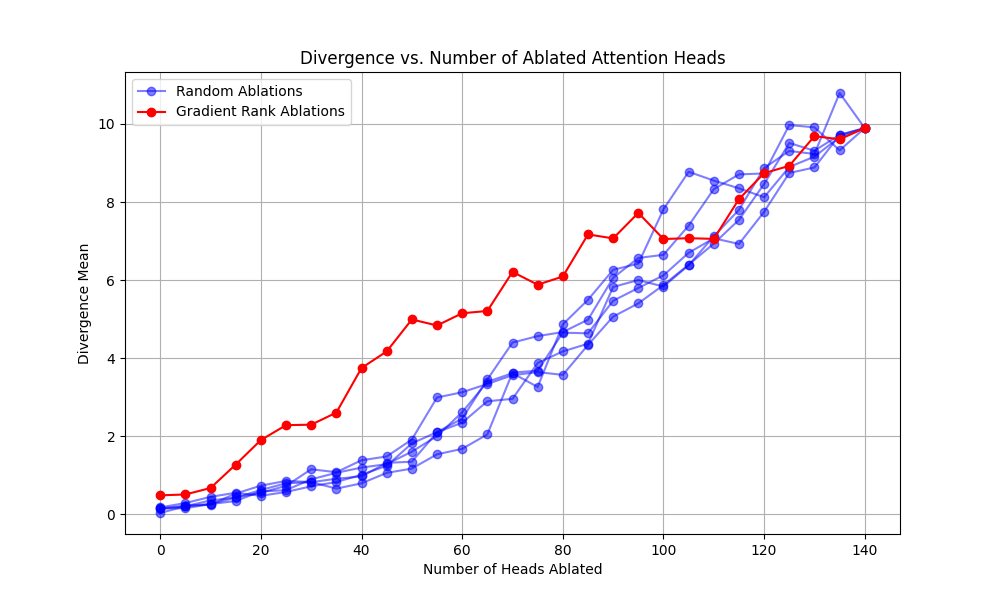 Divergence vs. Number of Ablated Attention Heads
Random Ablations
Gradient Rank Ablations
Divergence Mean
10
8
6
4
2
0
0 20 40 60 80 100 120 140
Number of Heads Ablated